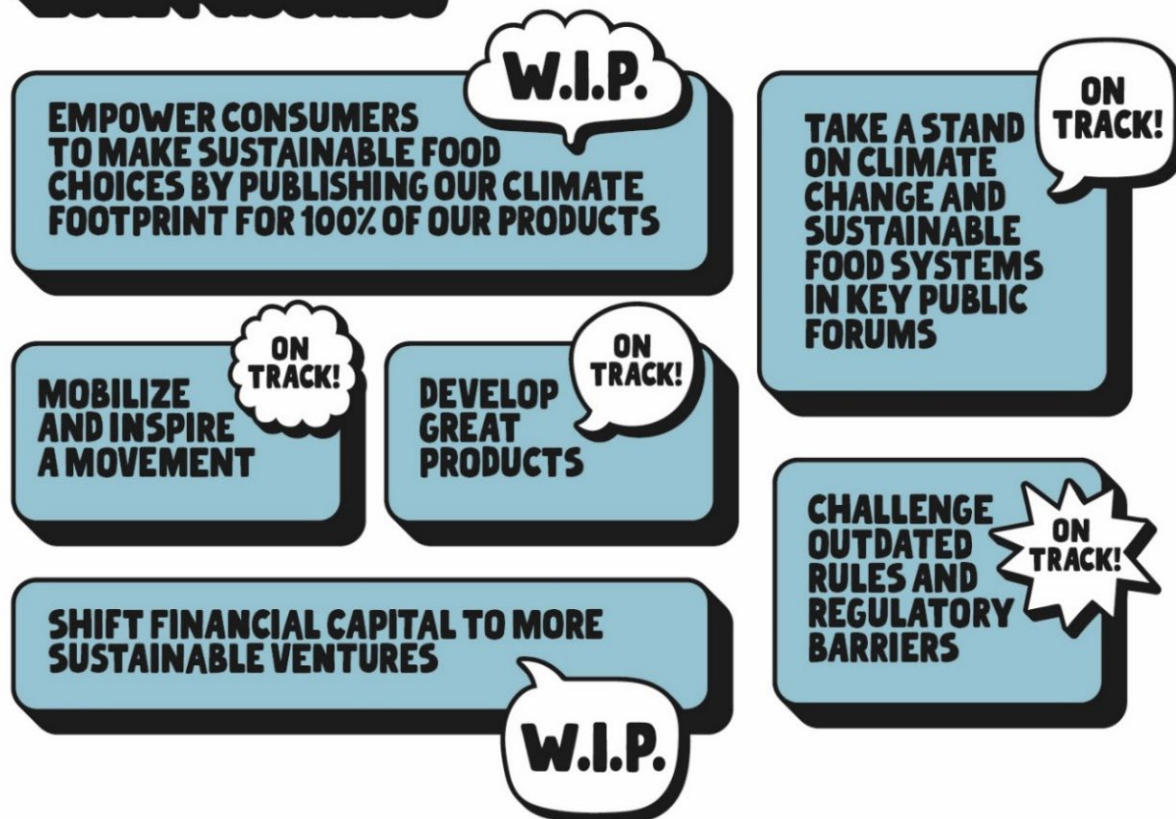 W.I.P.
EMPOWER CONSUMERS
TO MAKE SUSTAINABLE FOOD
CHOICES BY PUBLISHING OUR CLIMATE
FOOTPRINT FOR 100% OF OUR PRODUCTS
ON
TRACK!
TAKE A STAND
ON CLIMATE
CHANGE AND
SUSTAINABLE
FOOD SYSTEMS
IN KEY PUBLIC
FORUMS
ON
TRACK!
MOBILIZE
AND INSPIRE
A MOVEMENT
ON
TRACK!
DEVELOP
GREAT
PRODUCTS
ON
TRACK!
CHALLENGE
OUTDATED
RULES AND
REGULATORY
BARRIERS
SHIFT FINANCIAL CAPITAL TO MORE
SUSTAINABLE VENTURES
W.I.P.